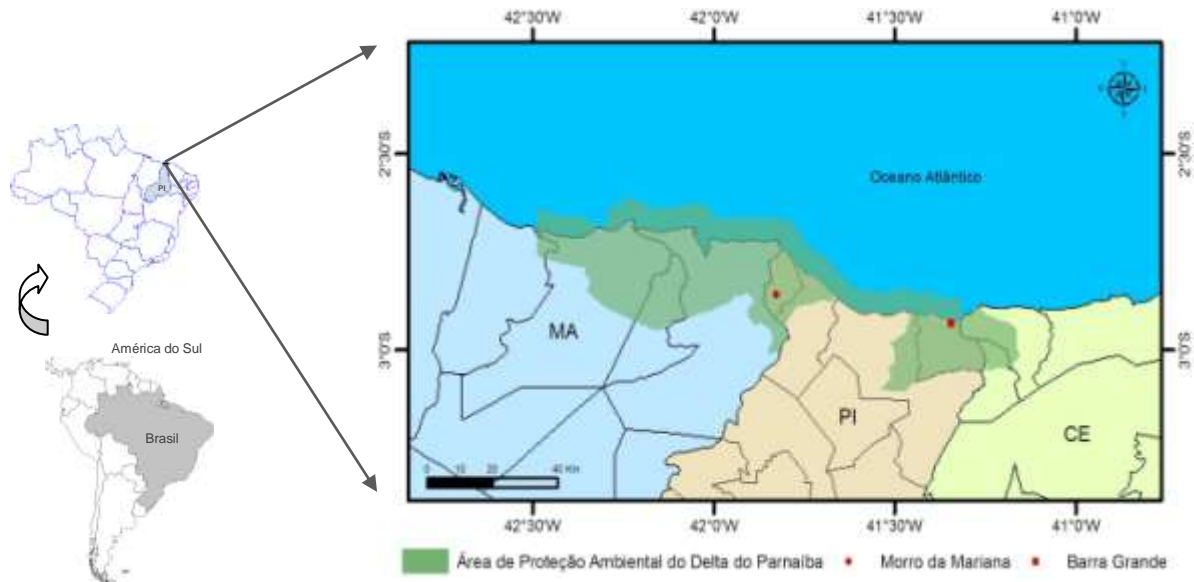 42°30'W 42°0'W 41°30'W 41°0'W
2°30'S 2°30'S
Oceano Atlântico
PI
América do Sul
Brasil
MA
3°0'S 3°0'S
PI
CE
0 10 20 40 Km
42°30'W 42°0'W 41°30'W 41°0'W
Área de Proteção Ambiental do Delta do Parnaíba Morro da Mariana Barra Grande